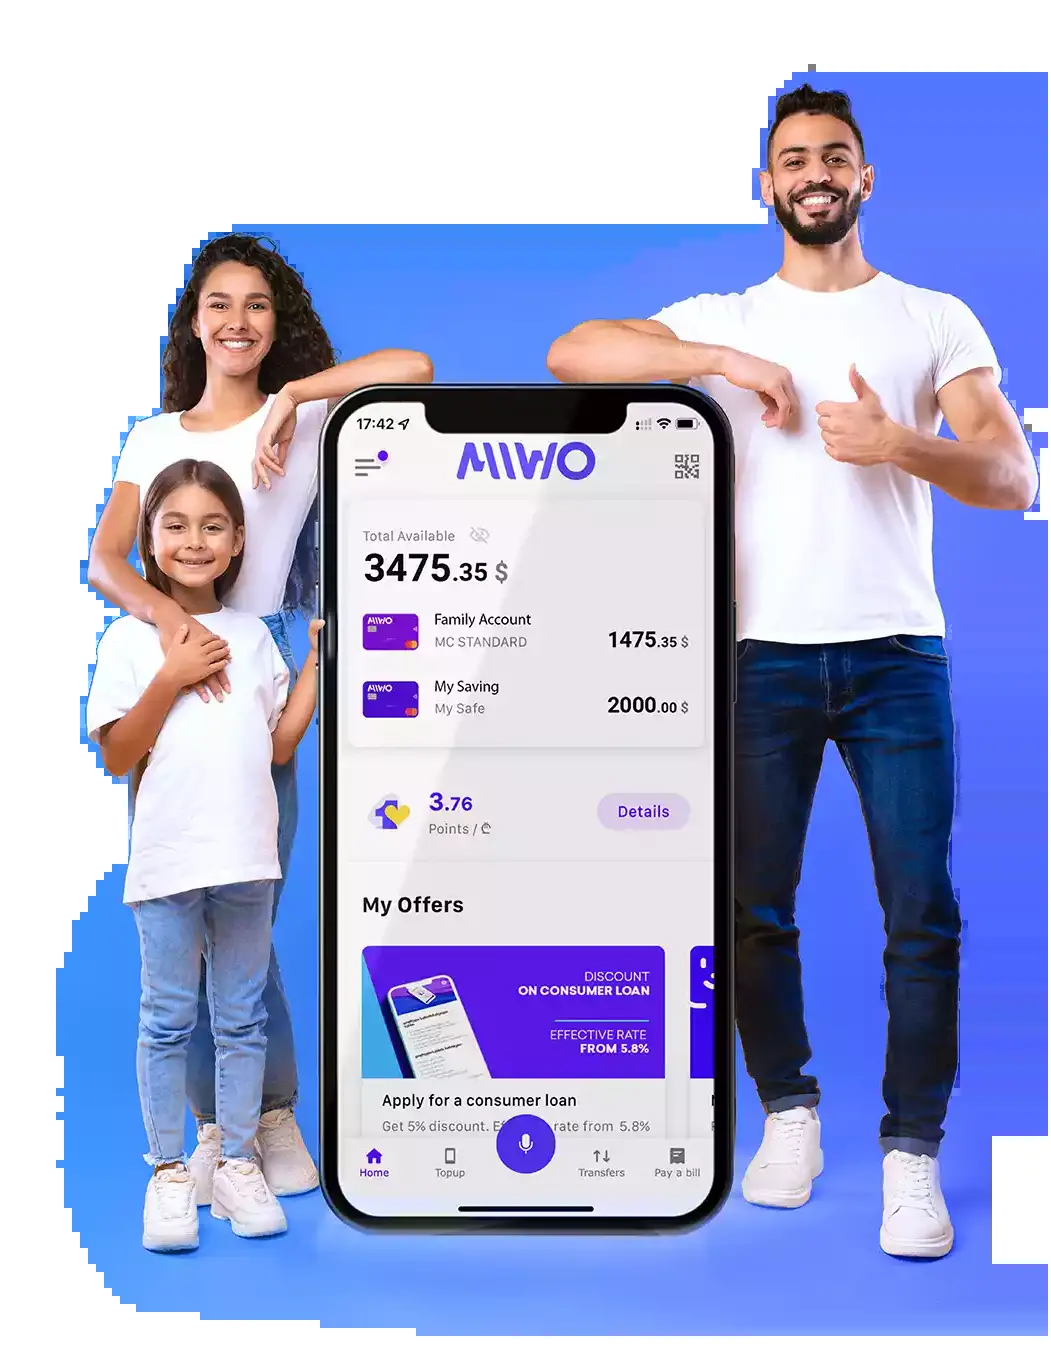 17:42
MIWO
Total Available
3475.35 $
MIWO
Family Account
MC STANDARD
1475.35 $
MIWO
My Saving
My Safe
2000.00 $
3.76
Points / ₾
Details
My Offers
DISCOUNT
ON CONSUMER LOAN
EFFECTIVE RATE
FROM 5.8%
Apply for a consumer loan
Get 5% discount. rate from 5.8%
Home
Topup
Transfers
Pay a bill